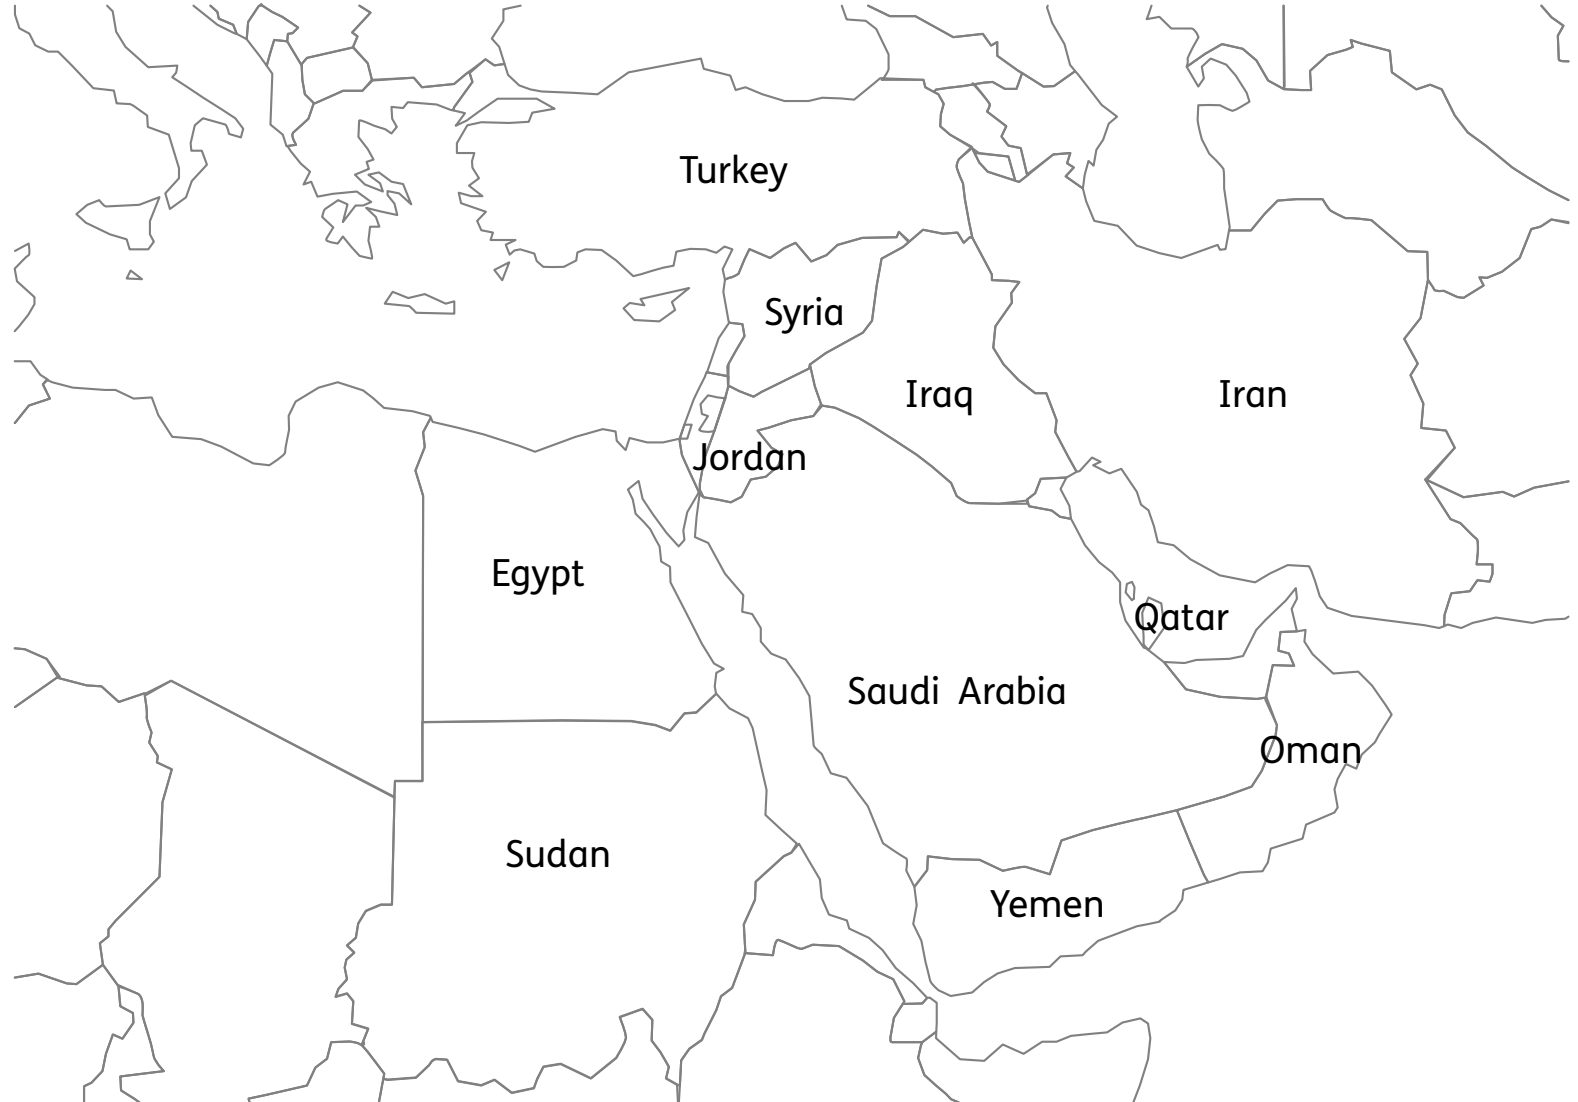 Turkey
Syria
Iraq
Iran
Jordan
Egypt
Qatar
Saudi Arabia
Oman
Sudan
Yemen